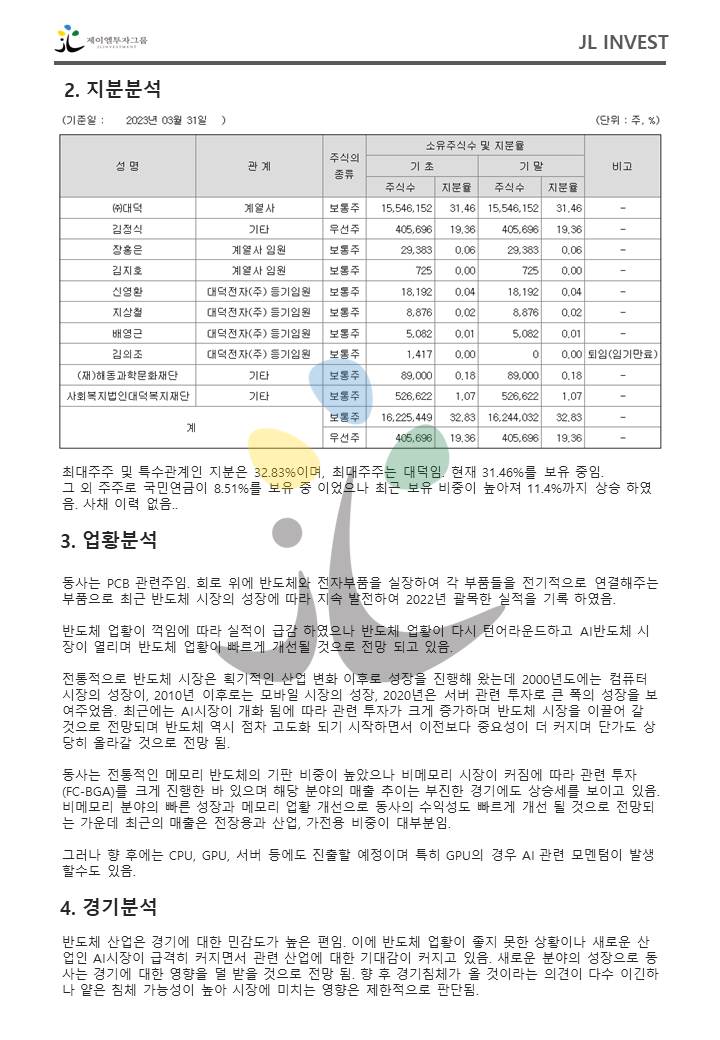 제이엘투자그룹
JLINVESTMENT
JL INVEST
2. 지분분석
(기준일 : 2023년 03월 31일 )
(단위 : 주, %)
성 명 관 계 주식의 종류 소유주식수 및 지분율 비고
기 초 기 말
주식수 지분율 주식수 지분율
㈜대덕 계열사 보통주 15,546,152 31.46 15,546,152 31.46 -
김정식 기타 우선주 405,696 19.36 405,696 19.36 -
장홍은 계열사 임원 보통주 29,383 0.06 29,383 0.06 -
김지호 계열사 임원 보통주 725 0.00 725 0.00 -
신영환 대덕전자(주) 등기임원 보통주 18,192 0.04 18,192 0.04 -
지상철 대덕전자(주) 등기임원 보통주 8,876 0.02 8,876 0.02 -
배영근 대덕전자(주) 등기임원 보통주 5,082 0.01 5,082 0.01 -
김의조 대덕전자(주) 등기임원 보통주 1,417 0.00 0 0.00 퇴임(임기만료)
(재)해동과학문화재단 기타 보통주 89,000 0.18 89,000 0.18 -
사회복지법인대덕복지재단 기타 보통주 526,622 1.07 526,622 1.07 -
계 보통주 16,225,449 32.83 16,244,032 32.83 -
우선주 405,696 19.36 405,696 19.36 -
최대주주 및 특수관계인 지분은 32.83%이며, 최대주주는 대덕임. 현재 31.46%를 보유 중임.
그 외 주주로 국민연금이 8.51%를 보유 중 이었으나 최근 보유 비중이 높아져 11.4%까지 상승 하였
음. 사채 이력 없음..
3. 업황분석
동사는 PCB 관련주임. 회로 위에 반도체와 전자부품을 실장하여 각 부품들을 전기적으로 연결해주는
부품으로 최근 반도체 시장의 성장에 따라 지속 발전하여 2022년 괄목한 실적을 기록 하였음.
반도체 업황이 꺽임에 따라 실적이 급감 하였으나 반도체 업황이 다시 턴어라운드하고 AI반도체 시
장이 열리며 반도체 업황이 빠르게 개선될 것으로 전망 되고 있음.
전통적으로 반도체 시장은 획기적인 산업 변화 이후로 성장을 진행해 왔는데 2000년도에는 컴퓨터
시장의 성장이, 2010년 이후로는 모바일 시장의 성장, 2020년은 서버 관련 투자로 큰 폭의 성장을 보
여주었음. 최근에는 AI시장이 개화 됨에 따라 관련 투자가 크게 증가하며 반도체 시장을 이끌어 갈
것으로 전망되며 반도체 역시 점차 고도화 되기 시작하면서 이전보다 중요성이 더 커지며 단가도 상
당히 올라갈 것으로 전망 됨.
동사는 전통적인 메모리 반도체의 기판 비중이 높았으나 비메모리 시장이 커짐에 따라 관련 투자
(FC-BGA)를 크게 진행한 바 있으며 해당 분야의 매출 추이는 부진한 경기에도 상승세를 보이고 있음.
비메모리 분야의 빠른 성장과 메모리 업황 개선으로 동사의 수익성도 빠르게 개선 될 것으로 전망되
는 가운데 최근의 매출은 전장용과 산업, 가전용 비중이 대부분임.
그러나 향 후에는 CPU, GPU, 서버 등에도 진출할 예정이며 특히 GPU의 경우 AI 관련 모멘텀이 발생
할수도 있음.
4. 경기분석
반도체 산업은 경기에 대한 민감도가 높은 편임. 이에 반도체 업황이 좋지 못한 상황이나 새로운 산
업인 AI시장이 급격히 커지면서 관련 산업에 대한 기대감이 커지고 있음. 새로운 분야의 성장으로 동
사는 경기에 대한 영향을 덜 받을 것으로 전망 됨. 향 후 경기침체가 올 것이라는 의견이 다수 이긴하
나 얕은 침체 가능성이 높아 시장에 미치는 영향은 제한적으로 판단됨.